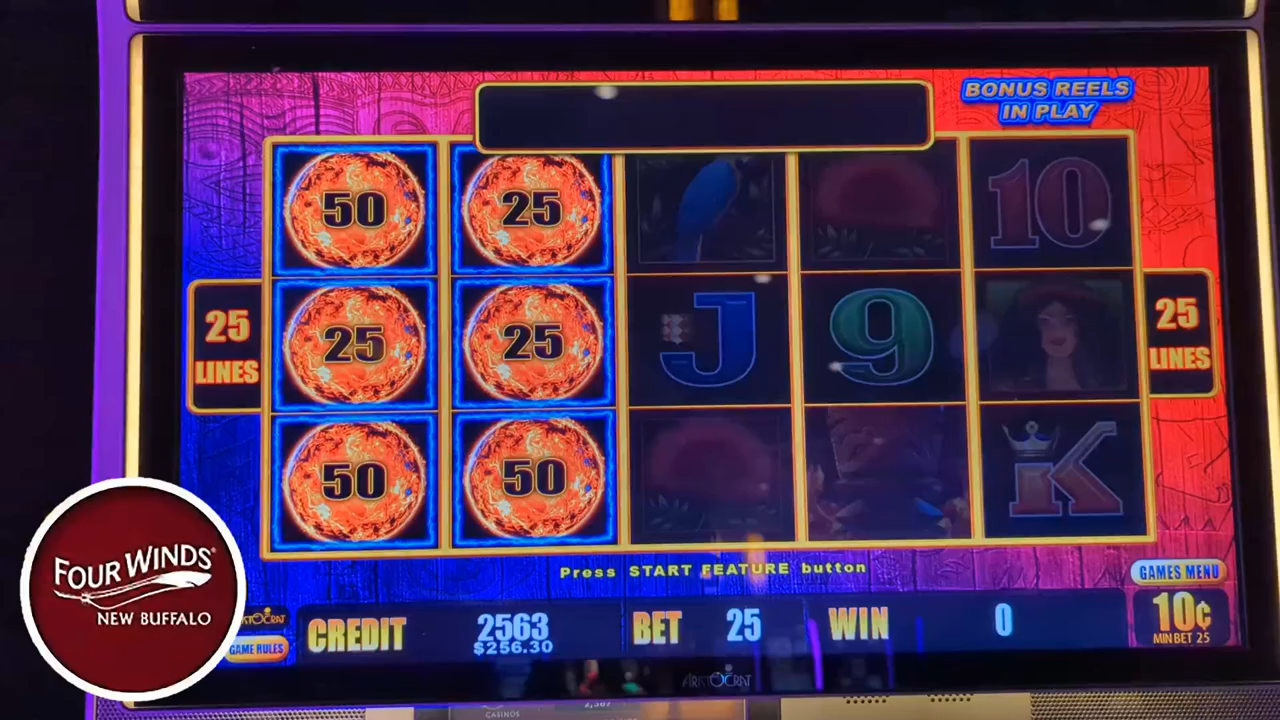 BONUS REELS
IN PLAY
50
25
10
25
LINES
25
25
J
9
25
LINES
50
50
K
Press START FEATURE button
GAMES MENU
FOUR WINDS®
NEW BUFFALO
GAME RULES
CREDIT
2563
$256.30
BET
25
WIN
0
10¢
MIN BET 25
ARISTOCRAT
CASINOS